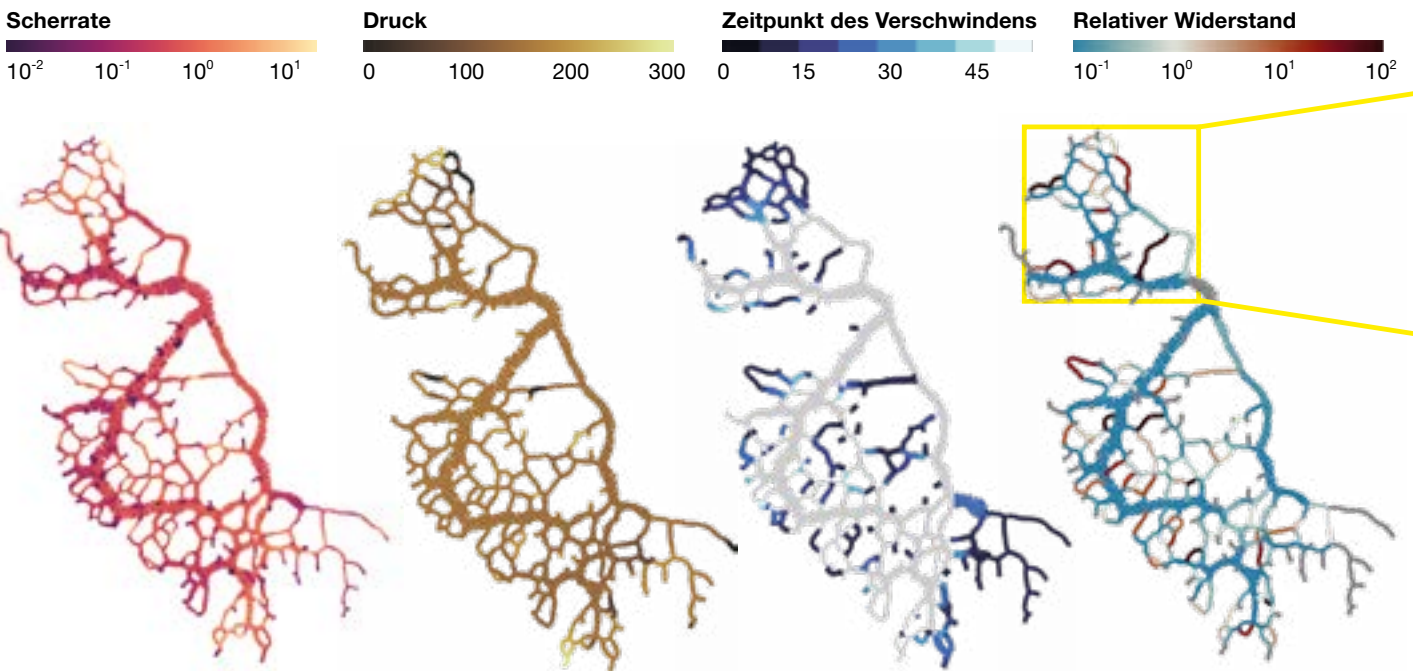 Scherrate
10⁻² 10⁻¹ 10⁰ 10¹
Druck
0 100 200 300
Zeitpunkt des Verschwindens
0 15 30 45
Relativer Widerstand
10⁻¹ 10⁰ 10¹ 10²